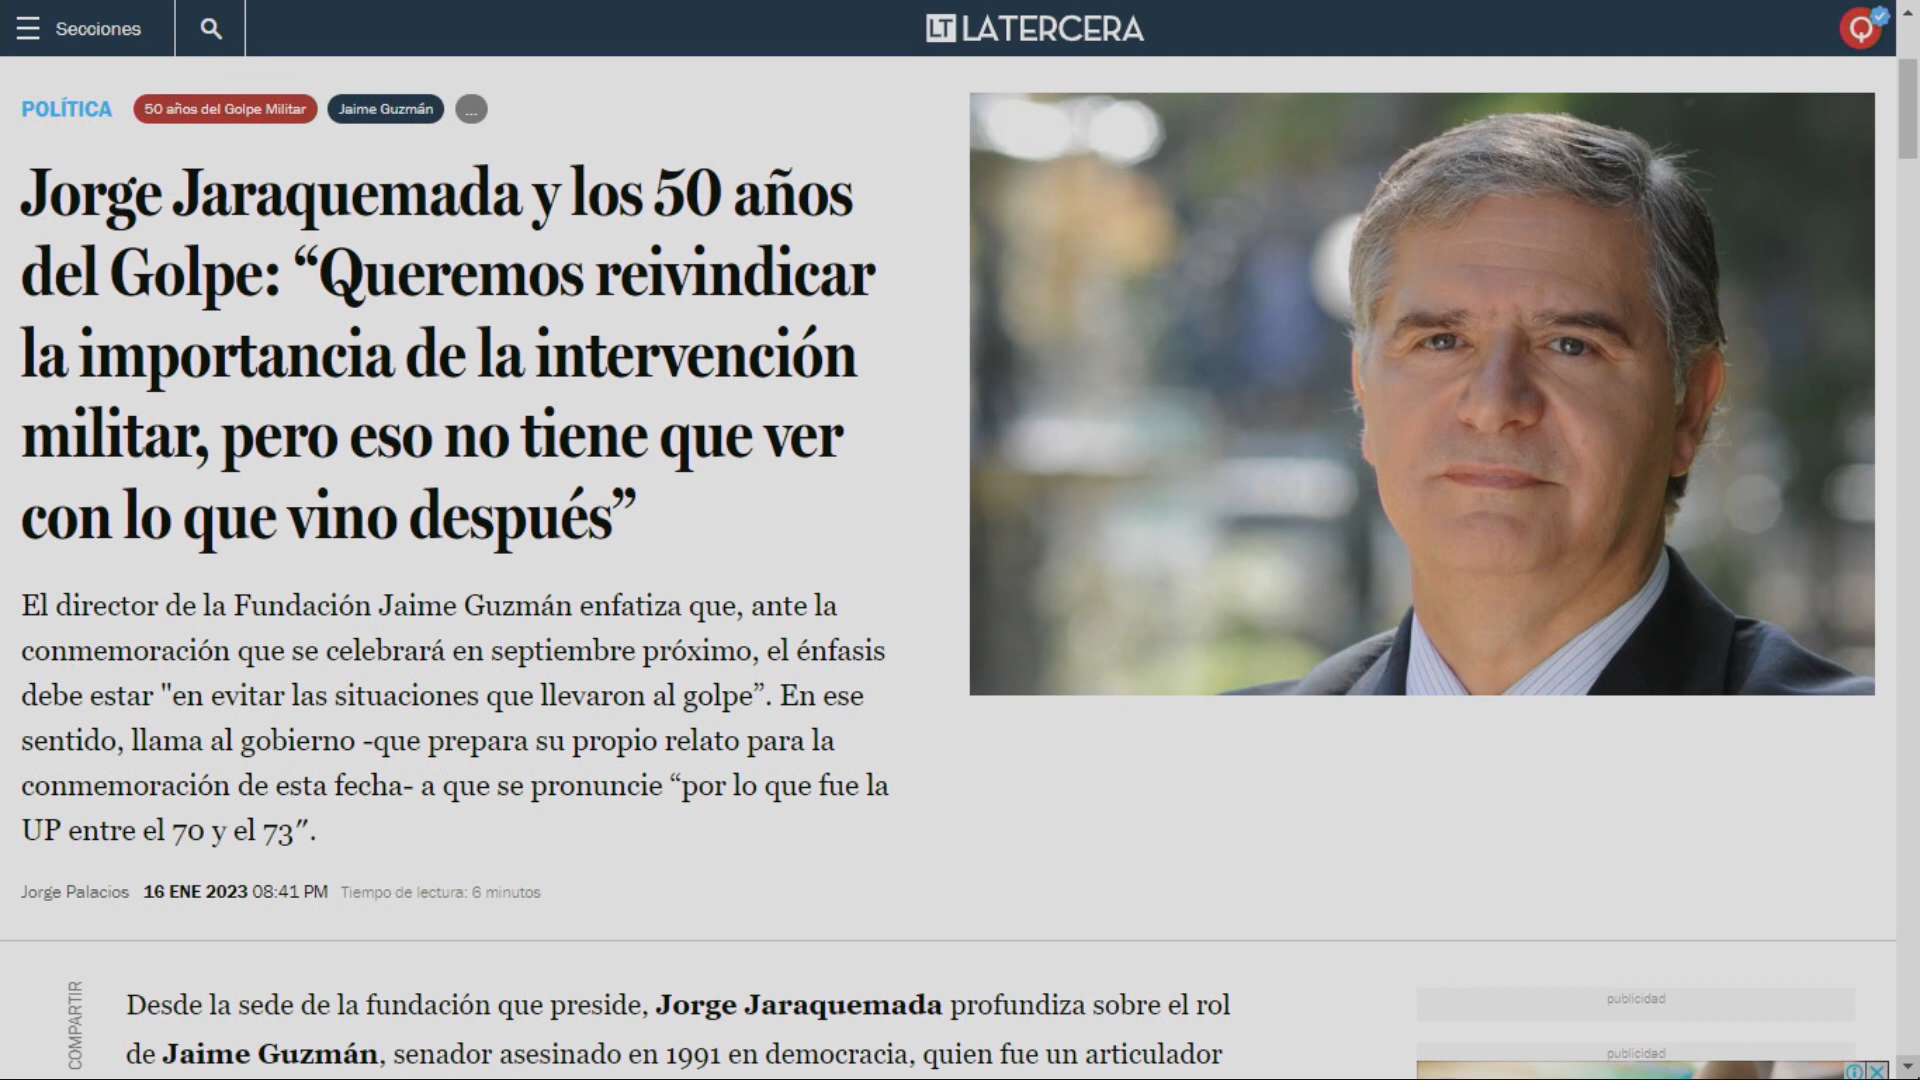 Secciones
LT LATERCERA
POLÍTICA
50 años del Golpe Militar
Jaime Guzmán
...
Jorge Jaraquemada y los 50 años
del Golpe: “Queremos reivindicar
la importancia de la intervención
militar, pero eso no tiene que ver
con lo que vino después”
El director de la Fundación Jaime Guzmán enfatiza que, ante la
conmemoración que se celebrará en septiembre próximo, el énfasis
debe estar "en evitar las situaciones que llevaron al golpe”. En ese
sentido, llama al gobierno -que prepara su propio relato para la
conmemoración de esta fecha- a que se pronuncie “por lo que fue la
UP entre el 70 y el 73″.
Jorge Palacios 16 ENE 2023 08:41 PM Tiempo de lectura: 6 minutos
COMPARTIR
Desde la sede de la fundación que preside, Jorge Jaraquemada profundiza sobre el rol
de Jaime Guzmán, senador asesinado en 1991 en democracia, quien fue un articulador
publicidad
publicidad